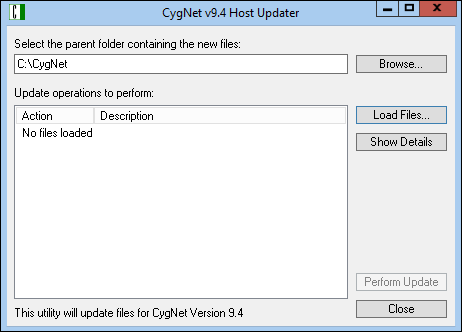 CygNet v9.4 Host Updater
Select the parent folder containing the new files:
C:\CygNet
Browse...
Update operations to perform:
Action Description
No files loaded
Load Files...
Show Details
Perform Update
This utility will update files for CygNet Version 9.4
Close